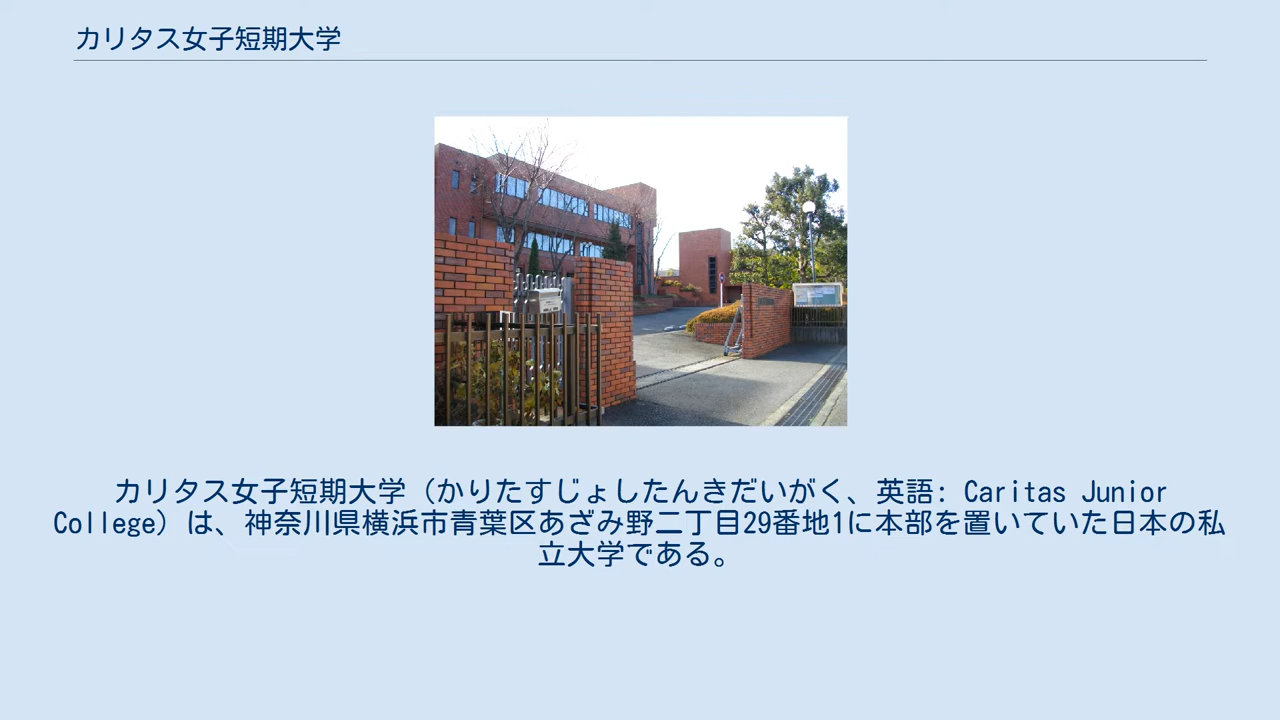 カリタス女子短期大学
カリタス女子短期大学（かりたすじょしたんきだいがく、英語: Caritas Junior
College）は、神奈川県横浜市青葉区あざみ野二丁目29番地1に本部を置いていた日本の私
立大学である。